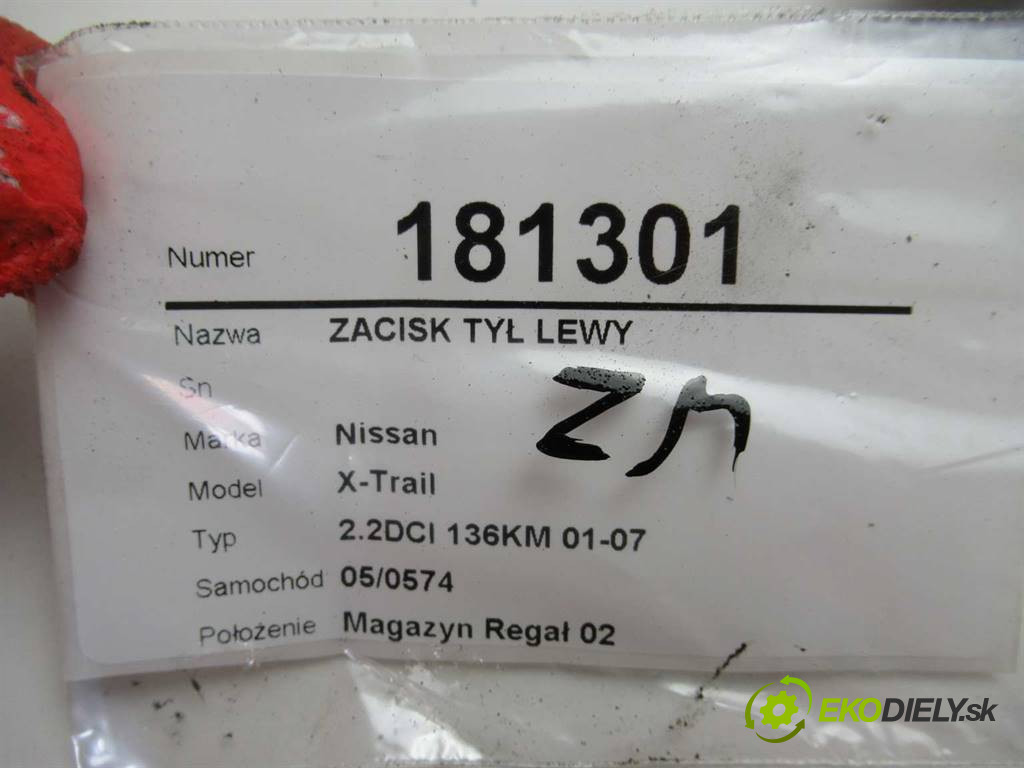 Numer 181301
Nazwa ZACISK TYŁ LEWY
Sn
Marka Nissan
Model X-Trail
Typ 2.2DCI 136KM 01-07
Samochód 05/0574
Położenie Magazyn Regał 02
EKODIELY.sk